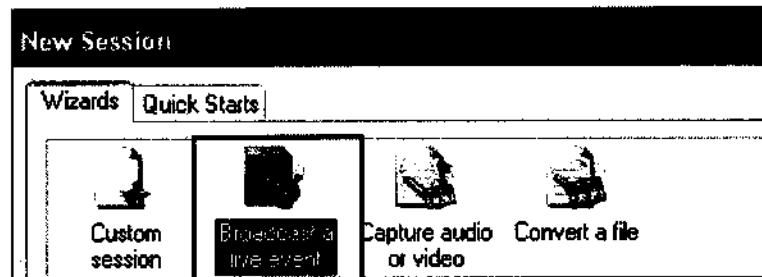 New Session
Wizards Quick Starts
Custom session
Broadcast a live event
Capture audio or video
Convert a file